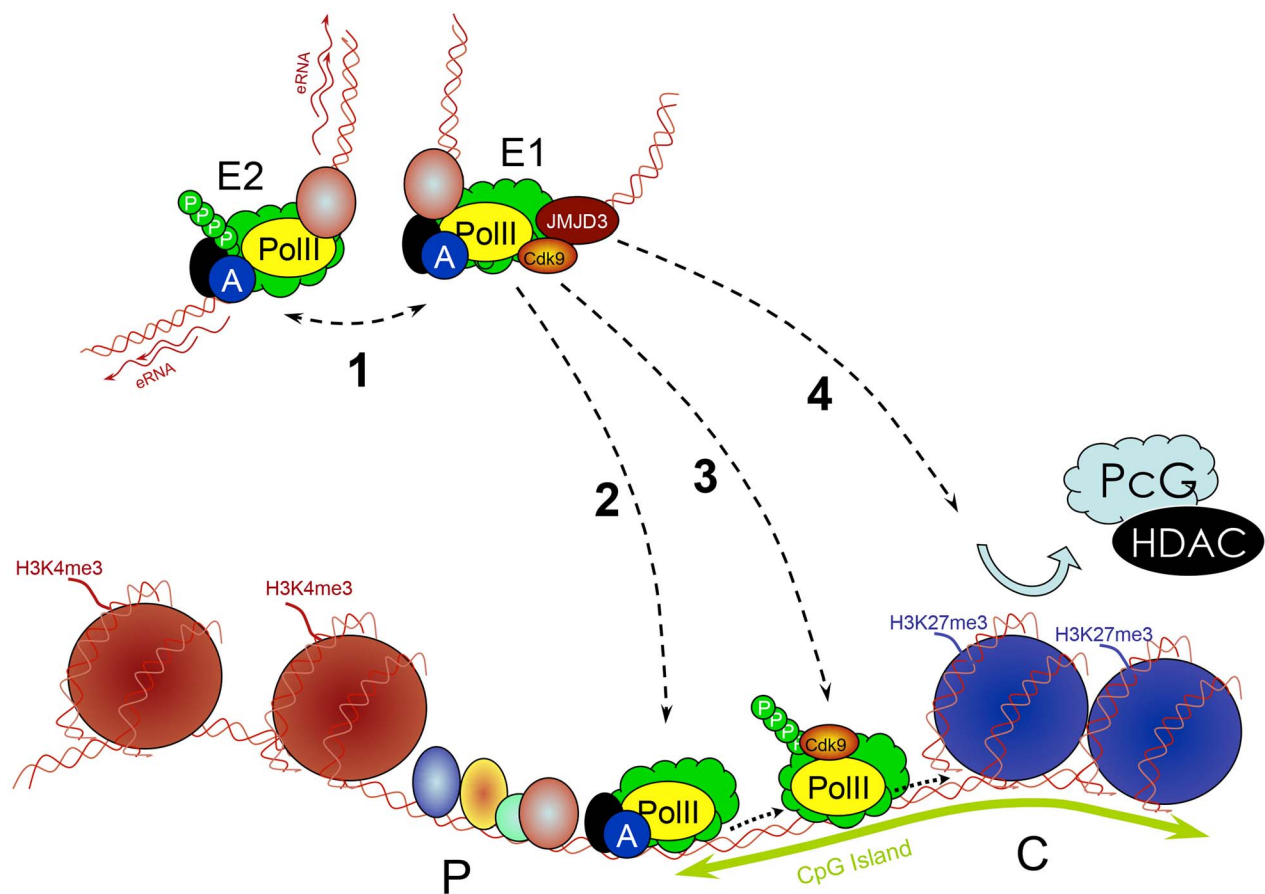 eRNA
E2
E1
P
P
P
P
PolII
A
PolII
A
JMJD3
Cdk9
eRNA
1
2
3
4
PcG
HDAC
H3K4me3
H3K4me3
H3K27me3
H3K27me3
P
P
P
Cdk9
PolII
PolII
A
P
CpG Island
C